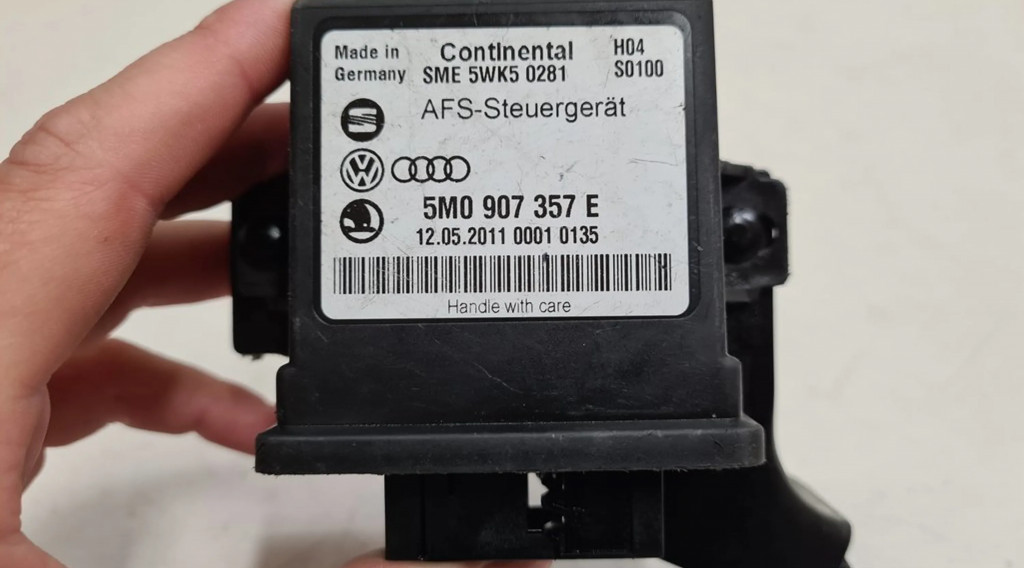 Made in Continental H04
Germany SME 5WK5 0281 S0100
AFS-Steuergerät
5M0 907 357 E
12.05.2011 0001 0135
Handle with care